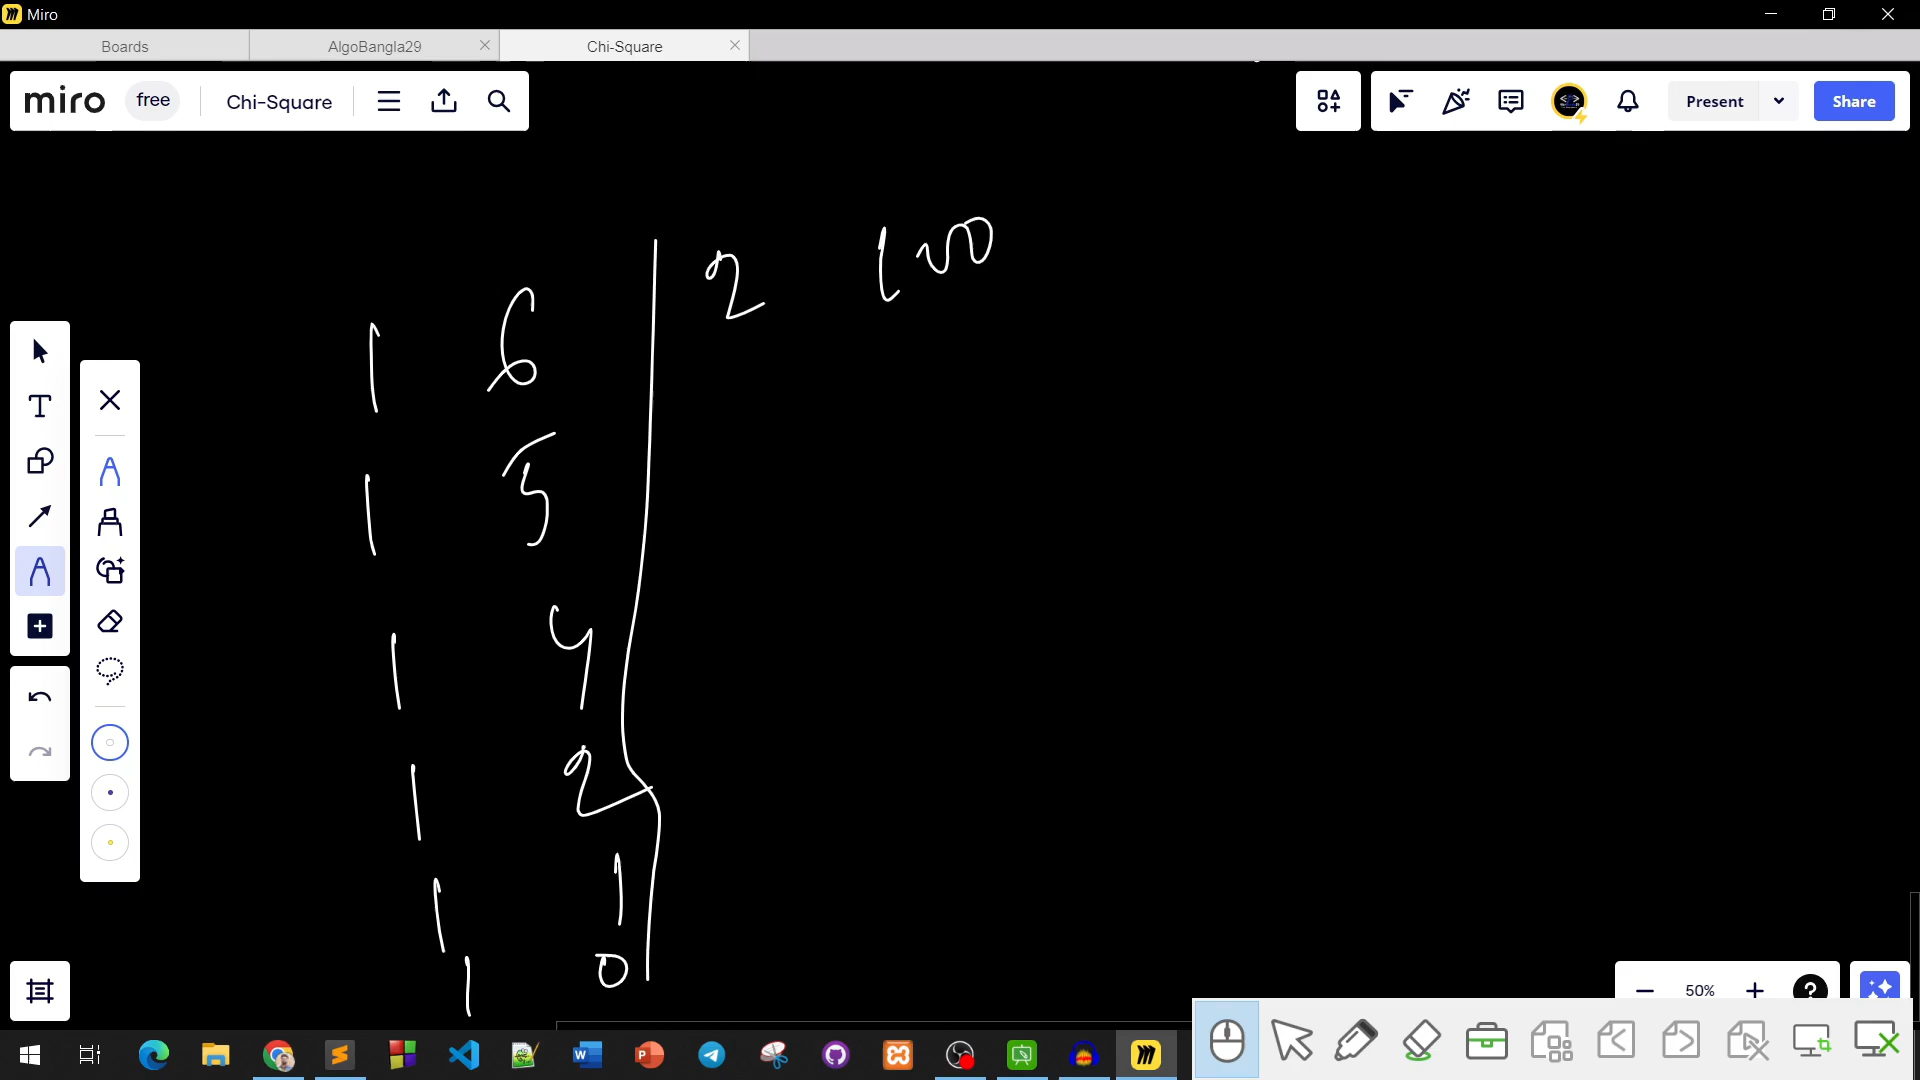 Miro
Boards
AlgoBangla29
Chi-Square
miro
free
Chi-Square
Present
Share
2 100
1 6
1 5
1 4
1 2
1 1
1 0
50%